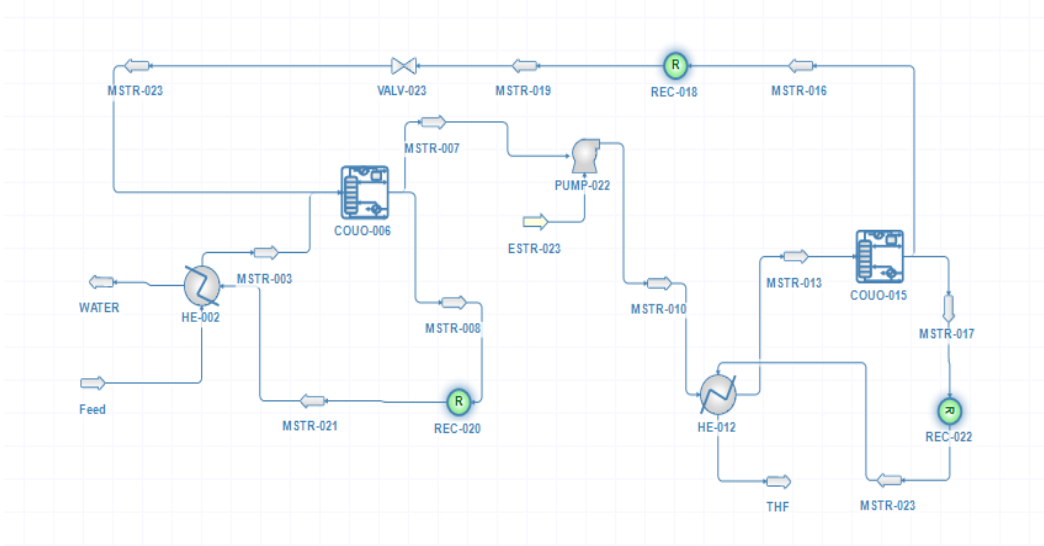 R
MSTR-023
VALV-023
MSTR-019
REC-018
MSTR-016
MSTR-007
PUMP-022
COUO-006
ESTR-023
MSTR-003
WATER
HE-002
MSTR-008
MSTR-010
MSTR-013
COUO-015
MSTR-017
Feed
MSTR-021
R
REC-020
HE-012
R
REC-022
THF
MSTR-023